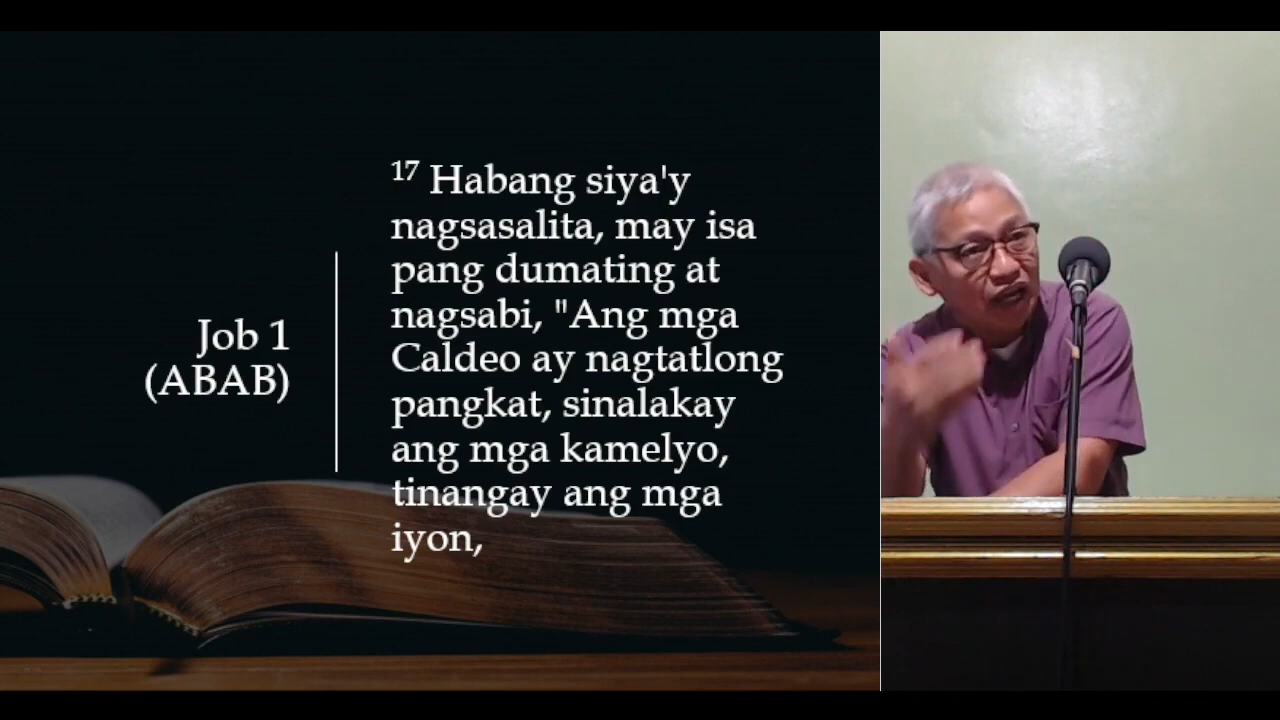 Job 1
(ABAB)
17 Habang siya'y
nagsasalita, may isa
pang dumating at
nagsabi, "Ang mga
Caldeo ay nagtatlong
pangkat, sinalakay
ang mga kamelyo,
tinangay ang mga
iyon,